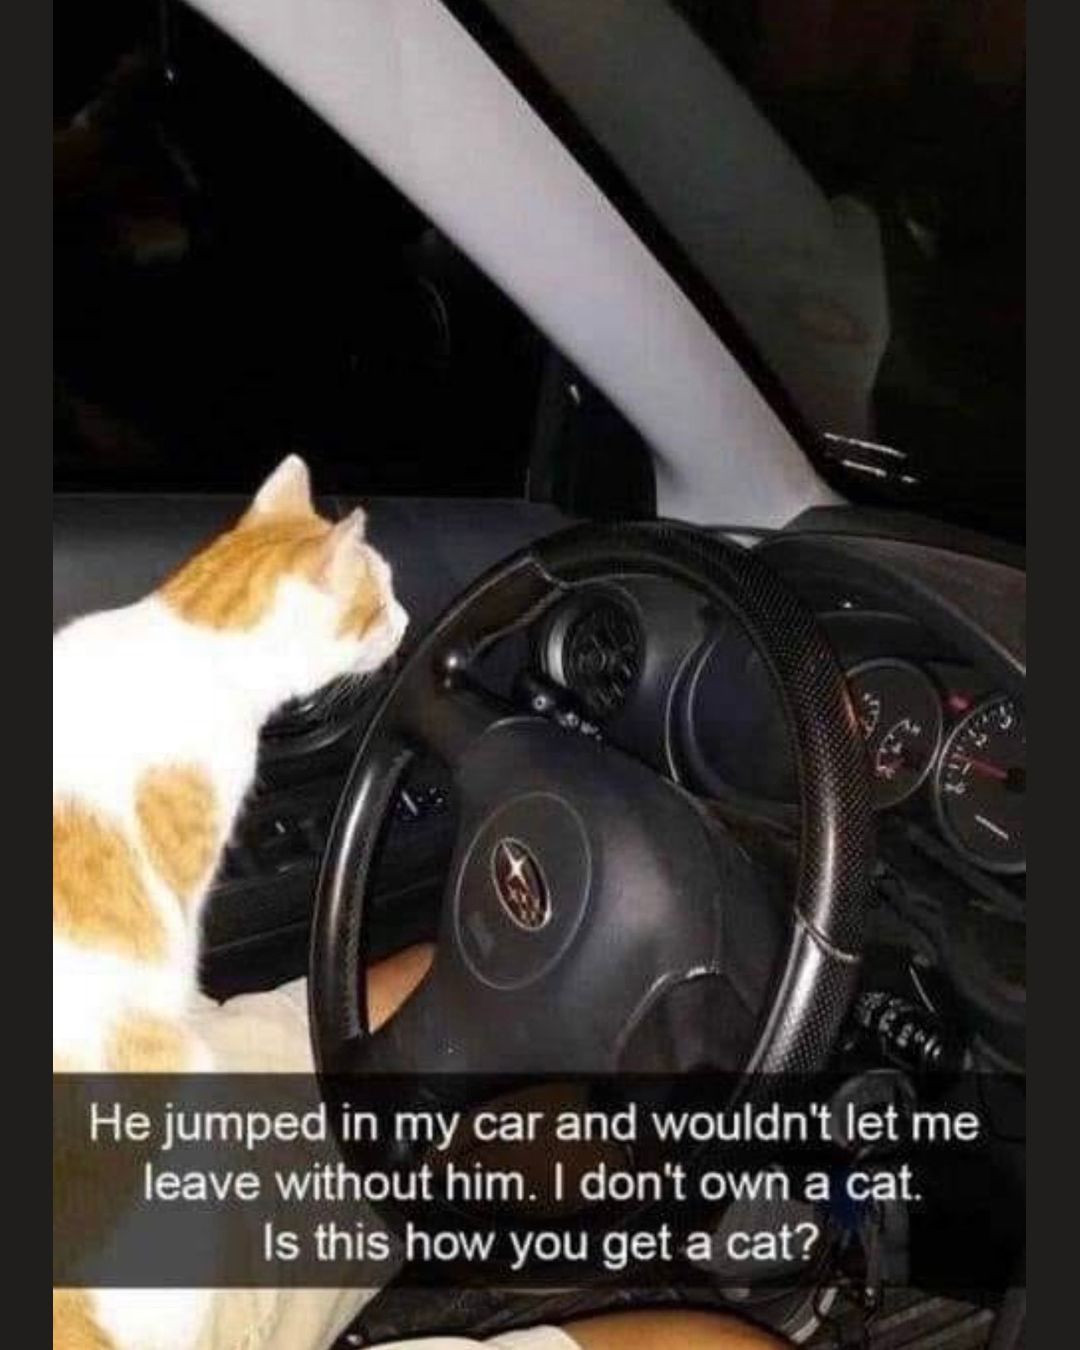 He jumped in my car and wouldn't let me
leave without him. I don't own a cat.
Is this how you get a cat?